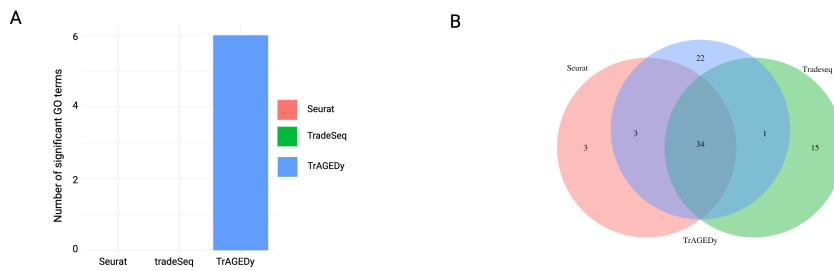 A
Number of significant GO terms
6
4
2
0
Seurat
tradeSeq
TrAGEDy
Seurat
TradeSeq
TrAGEDy
B
Seurat
Tradeseq
22
3
3
34
1
15
TrAGEDy